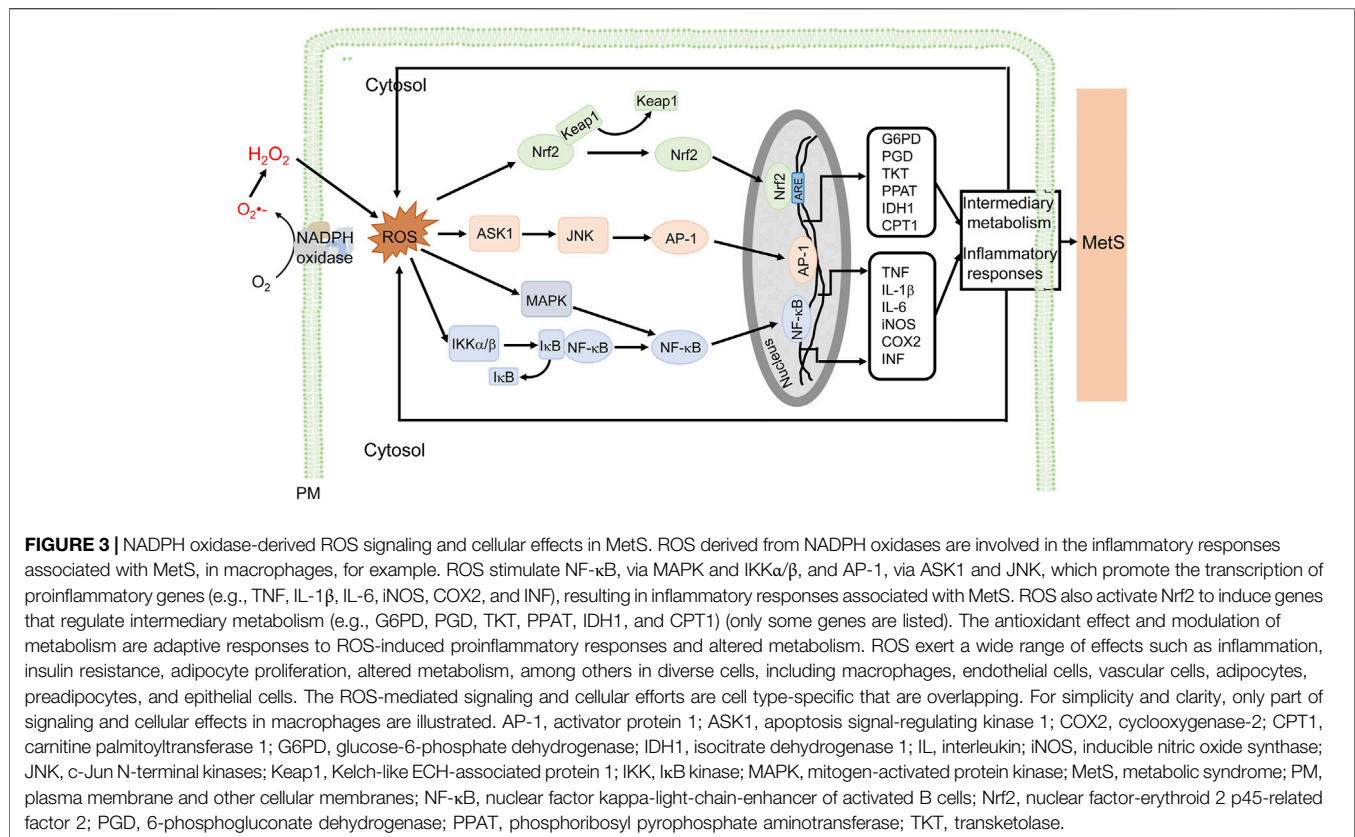 Cytosol
Keap1
Keap1
Nrf2
Nrf2
Nrf2
ARE
G6PD
PGD
TKT
PPAT
IDH1
CPT1
H2O2
O2•-
NADPH
oxidase
O2
ROS
ASK1
JNK
AP-1
AP-1
Intermediary
metabolism
Inflammatory
responses
MetS
MAPK
IKKα/β
IκB
NF-κB
NF-κB
NF-κB
IκB
Nucleus
TNF
IL-1β
IL-6
iNOS
COX2
INF
Cytosol
PM
FIGURE 3 | NADPH oxidase-derived ROS signaling and cellular effects in MetS. ROS derived from NADPH oxidases are involved in the inflammatory responses
associated with MetS, in macrophages, for example. ROS stimulate NF-κB, via MAPK and IKKα/β, and AP-1, via ASK1 and JNK, which promote the transcription of
proinflammatory genes (e.g., TNF, IL-1β, IL-6, iNOS, COX2, and INF), resulting in inflammatory responses associated with MetS. ROS also activate Nrf2 to induce genes
that regulate intermediary metabolism (e.g., G6PD, PGD, TKT, PPAT, IDH1, and CPT1) (only some genes are listed). The antioxidant effect and modulation of
metabolism are adaptive responses to ROS-induced proinflammatory responses and altered metabolism. ROS exert a wide range of effects such as inflammation,
insulin resistance, adipocyte proliferation, altered metabolism, among others in diverse cells, including macrophages, endothelial cells, vascular cells, adipocytes,
preadipocytes, and epithelial cells. The ROS-mediated signaling and cellular efforts are cell type-specific that are overlapping. For simplicity and clarity, only part of
signaling and cellular effects in macrophages are illustrated. AP-1, activator protein 1; ASK1, apoptosis signal-regulating kinase 1; COX2, cyclooxygenase-2; CPT1,
carnitine palmitoyltransferase 1; G6PD, glucose-6-phosphate dehydrogenase; IDH1, isocitrate dehydrogenase 1; IL, interleukin; iNOS, inducible nitric oxide synthase;
JNK, c-Jun N-terminal kinases; Keap1, Kelch-like ECH-associated protein 1; IKK, IκB kinase; MAPK, mitogen-activated protein kinase; MetS, metabolic syndrome; PM,
plasma membrane and other cellular membranes; NF-κB, nuclear factor kappa-light-chain-enhancer of activated B cells; Nrf2, nuclear factor-erythroid 2 p45-related
factor 2; PGD, 6-phosphogluconate dehydrogenase; PPAT, phosphoribosyl pyrophosphate aminotransferase; TKT, transketolase.